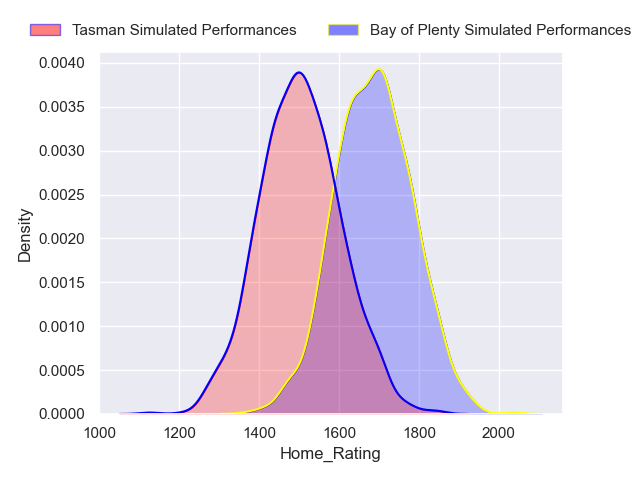 Tasman Simulated Performances Bay of Plenty Simulated Performances
0.0040
0.0035
0.0030
0.0025
0.0020
0.0015
0.0010
0.0005
0.0000
Density
1000 1200 1400 1600 1800 2000
Home_Rating